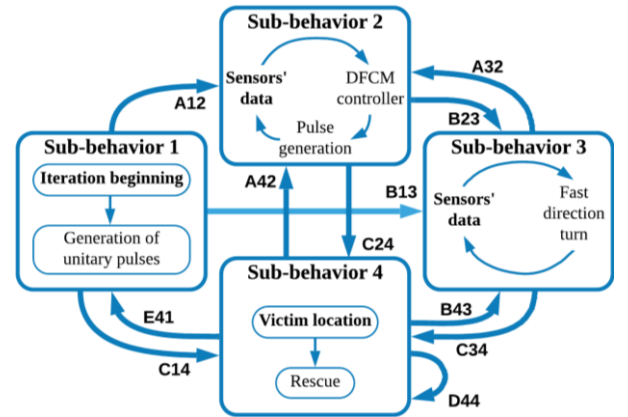 Sub-behavior 2
Sensors'
data
DFCM
controller
Pulse
generation
A12
A32
B23
Sub-behavior 1
Iteration beginning
Generation of
unitary pulses
A42
B13
C24
Sub-behavior 3
Sensors'
data
Fast
direction
turn
Sub-behavior 4
Victim location
Rescue
E41
C14
B43
C34
D44